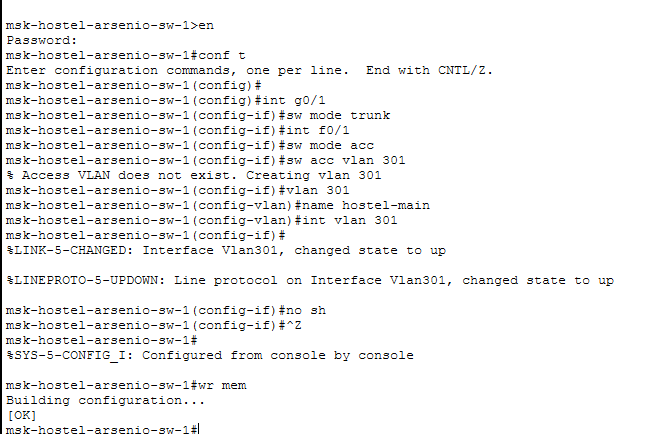 msk-hostel-arsenio-sw-1>en
Password:
msk-hostel-arsenio-sw-1#conf t
Enter configuration commands, one per line.  End with CNTL/Z.
msk-hostel-arsenio-sw-1(config)#
msk-hostel-arsenio-sw-1(config)#int g0/1
msk-hostel-arsenio-sw-1(config-if)#sw mode trunk
msk-hostel-arsenio-sw-1(config-if)#int f0/1
msk-hostel-arsenio-sw-1(config-if)#sw mode acc
msk-hostel-arsenio-sw-1(config-if)#sw acc vlan 301
% Access VLAN does not exist. Creating vlan 301
msk-hostel-arsenio-sw-1(config-if)#vlan 301
msk-hostel-arsenio-sw-1(config-vlan)#name hostel-main
msk-hostel-arsenio-sw-1(config-vlan)#int vlan 301
msk-hostel-arsenio-sw-1(config-if)#
%LINK-5-CHANGED: Interface Vlan301, changed state to up
%LINEPROTO-5-UPDOWN: Line protocol on Interface Vlan301, changed state to up
msk-hostel-arsenio-sw-1(config-if)#no sh
msk-hostel-arsenio-sw-1(config-if)#^Z
msk-hostel-arsenio-sw-1#
%SYS-5-CONFIG_I: Configured from console by console
msk-hostel-arsenio-sw-1#wr mem
Building configuration...
[OK]
msk-hostel-arsenio-sw-1#